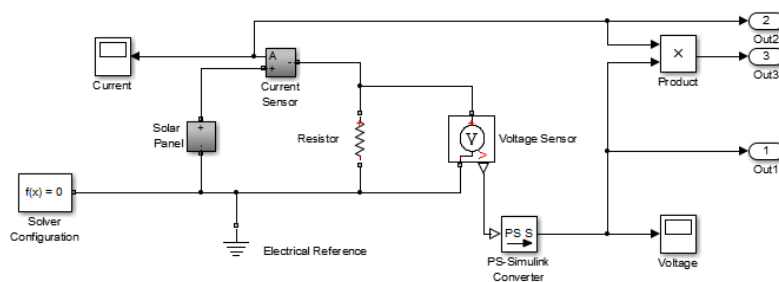 2
Out2
A
+
-
Current
Current
Sensor
×
Product
3
Out3
Solar
Panel
+
-
Resistor
+
V
Voltage Sensor
1
Out1
f(x) = 0
Solver
Configuration
Electrical Reference
PS S
PS-Simulink
Converter
Voltage